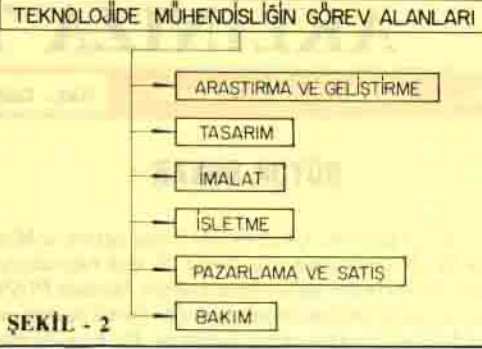 TEKNOLOJİDE MÜHENDİSLİĞİN GÖREV ALANLARI
ARASTIRMA VE GELİŞTİRME
TASARIM
İMALAT
İŞLETME
PAZARLAMA VE SATIŞ
BAKIM
ŞEKİL - 2